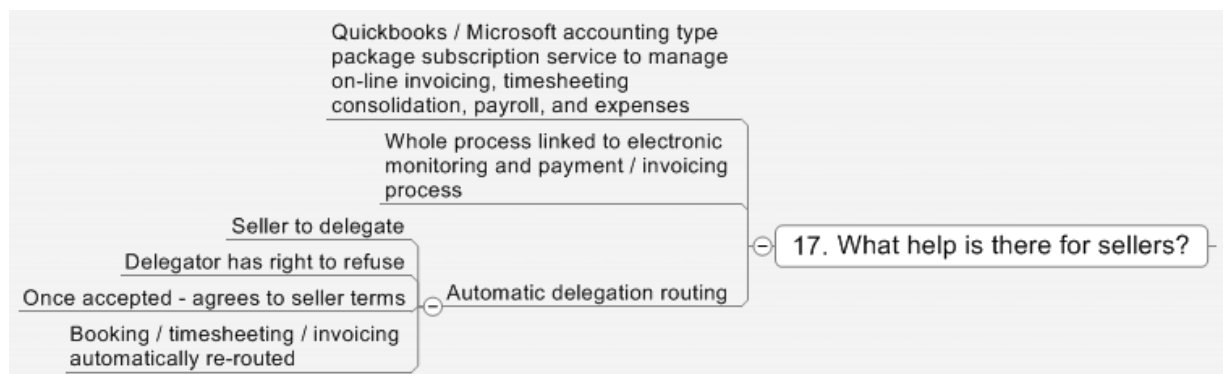 Quickbooks / Microsoft accounting type
package subscription service to manage
on-line invoicing, timesheeting
consolidation, payroll, and expenses
Whole process linked to electronic
monitoring and payment / invoicing
process
Seller to delegate
Delegator has right to refuse
Once accepted - agrees to seller terms
Booking / timesheeting / invoicing
automatically re-routed
Automatic delegation routing
17. What help is there for sellers?